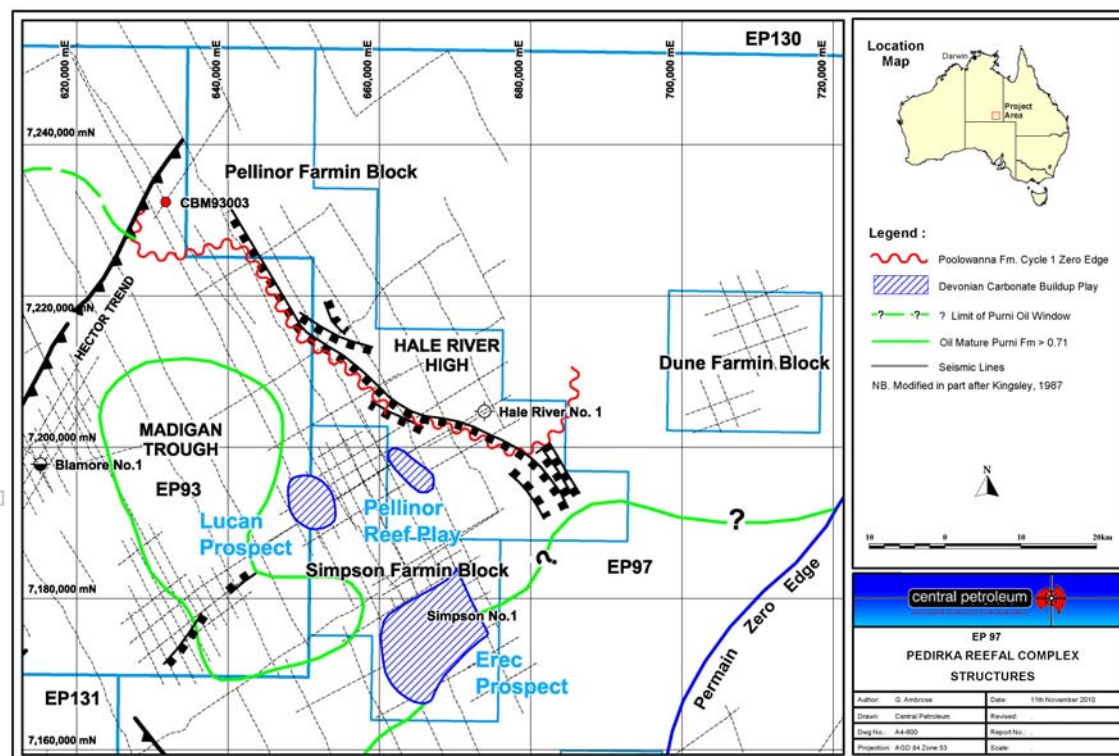 EP130
620,000 mE
640,000 mE
660,000 mE
680,000 mE
700,000 mE
720,000
7,240,000 mN
Pellinor Farmin Block
CBM93003
HECTOR TREND
7,220,000 mN
HALE RIVER
HIGH
Dune Farmin Block
Hale River No. 1
MADIGAN
TROUGH
7,200,000 mN
Blamore No.1
EP93
Lucan
Prospect
Pellinor
Reef Play
?
?
Simpson Farmin Block
EP97
7,180,000 mN
Simpson No.1
Erec
Prospect
Permain Zero Edge
EP131
7,160,000 mN
Location
Map
Darwin
Project
Area
Legend :
Poolowanna Fm. Cycle 1 Zero Edge
Devonian Carbonate Buildup Play
-?- -?- ? Limit of Purni Oil Window
Oil Mature Purni Fm > 0.71
Seismic Lines
NB. Modified in part after Kingsley, 1987
N
10 0 10 20km
central petroleum
EP 97
PEDIRKA REEFAL COMPLEX
STRUCTURES
Author: G. Ambrose Date: 11th November 2010
Drawn: Central Petroleum Revised:
Dwg No.: A4-600 Report No.:
Projection: AGD 84 Zone 53 Scale: